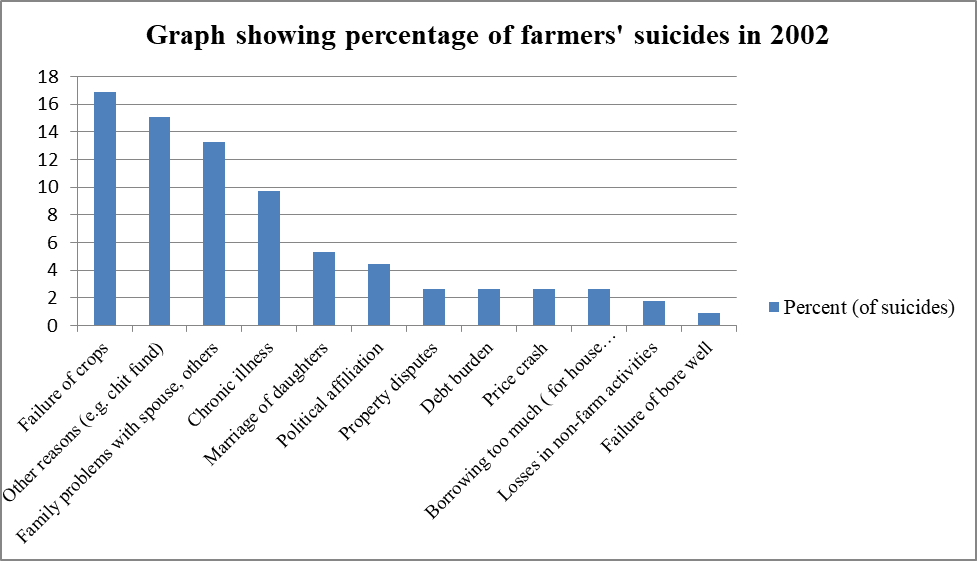 Graph showing percentage of farmers' suicides in 2002
18
16
14
12
10
8
6
4
2
0
Failure of crops
Other reasons (e.g. chit fund)
Family problems with spouse, others
Chronic illness
Marriage of daughters
Political affiliation
Property disputes
Debt burden
Price crash
Borrowing too much ( for house…
Losses in non-farm activities
Failure of bore well
Percent (of suicides)